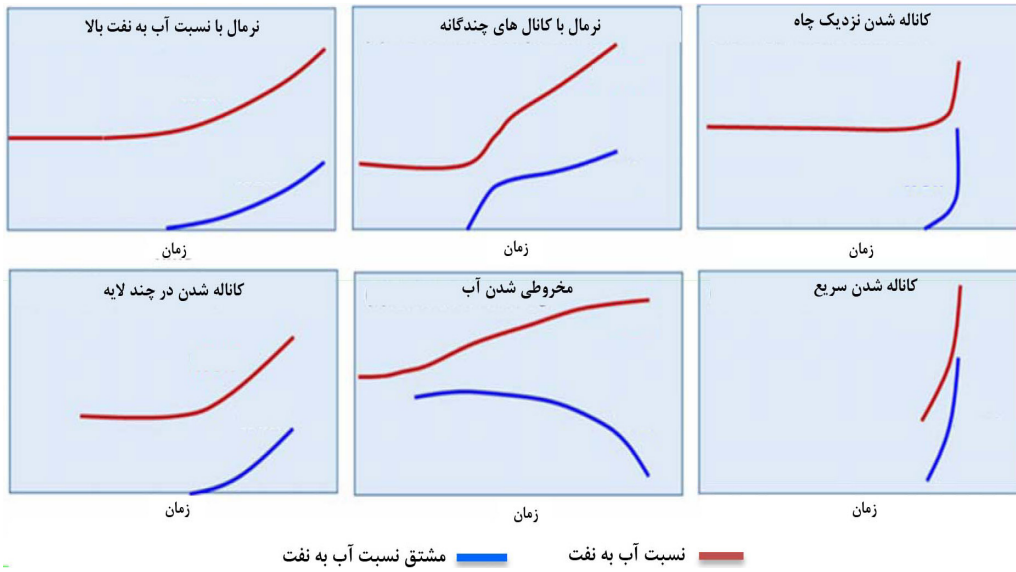 کاناله شدن نزدیک چاه
نرمال با کانال های چندگانه
نرمال با نسبت آب به نفت بالا
زمان
زمان
زمان
کاناله شدن سریع
مخروطی شدن آب
کاناله شدن در چند لایه
زمان
زمان
زمان
نسبت آب به نفت
مشتق نسبت آب به نفت